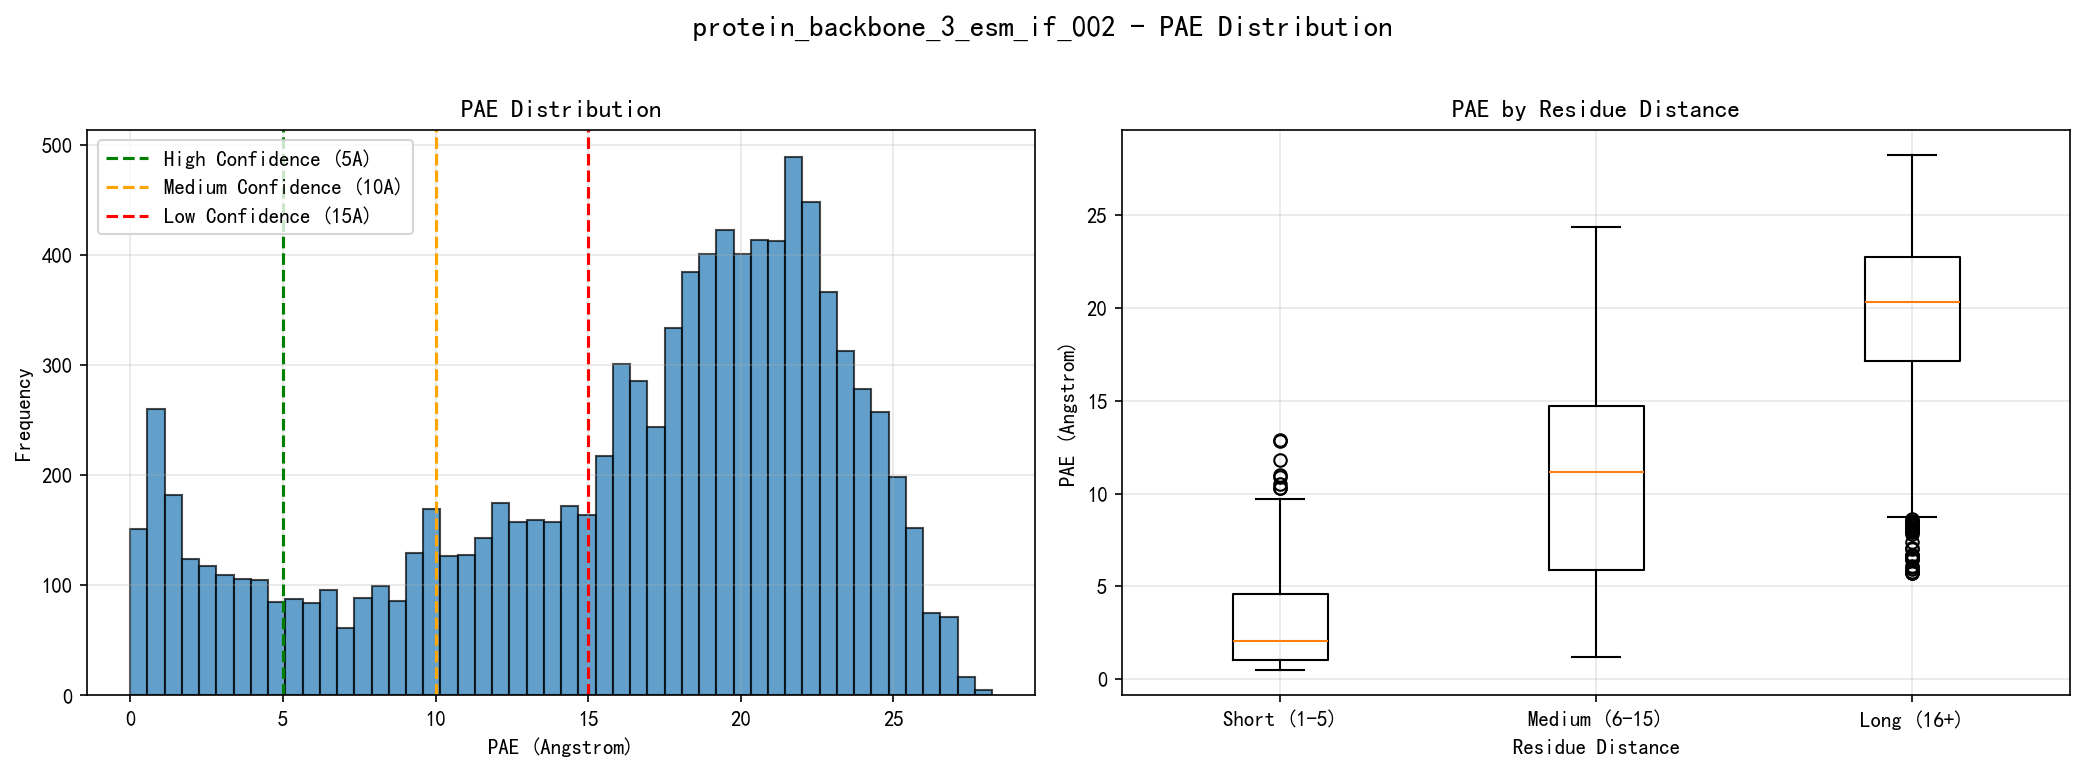 protein_backbone_3_esm_if_002 - PAE Distribution
PAE Distribution
High Confidence (5A)
Medium Confidence (10A)
Low Confidence (15A)
500
400
300
200
100
0
Frequency
0 5 10 15 20 25
PAE (Angstrom)
PAE by Residue Distance
25
20
15
10
5
0
PAE (Angstrom)
Short (1-5) Medium (6-15) Long (16+)
Residue Distance